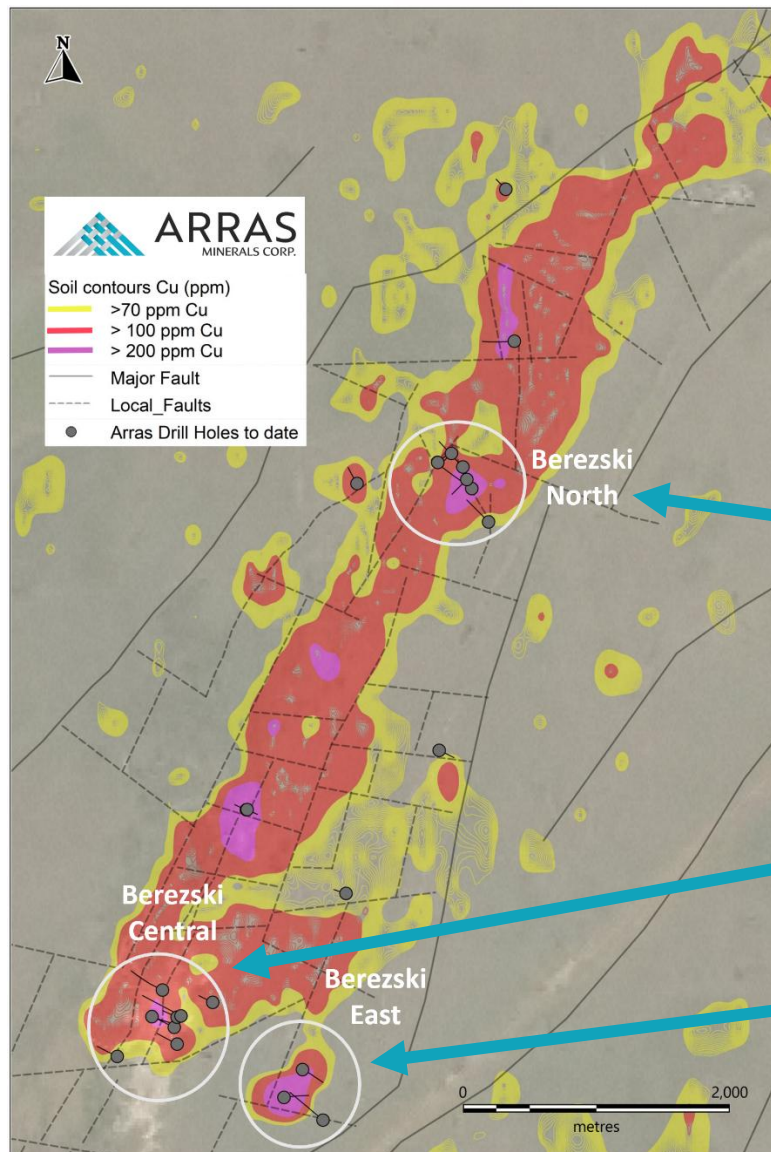 N
ARRAS
MINERALS CORP.
Soil contours Cu (ppm)
>70 ppm Cu
> 100 ppm Cu
> 200 ppm Cu
Major Fault
Local_Faults
Arras Drill Holes to date
Berezski
North
Berezski
Central
Berezski
East
0 2,000
metres